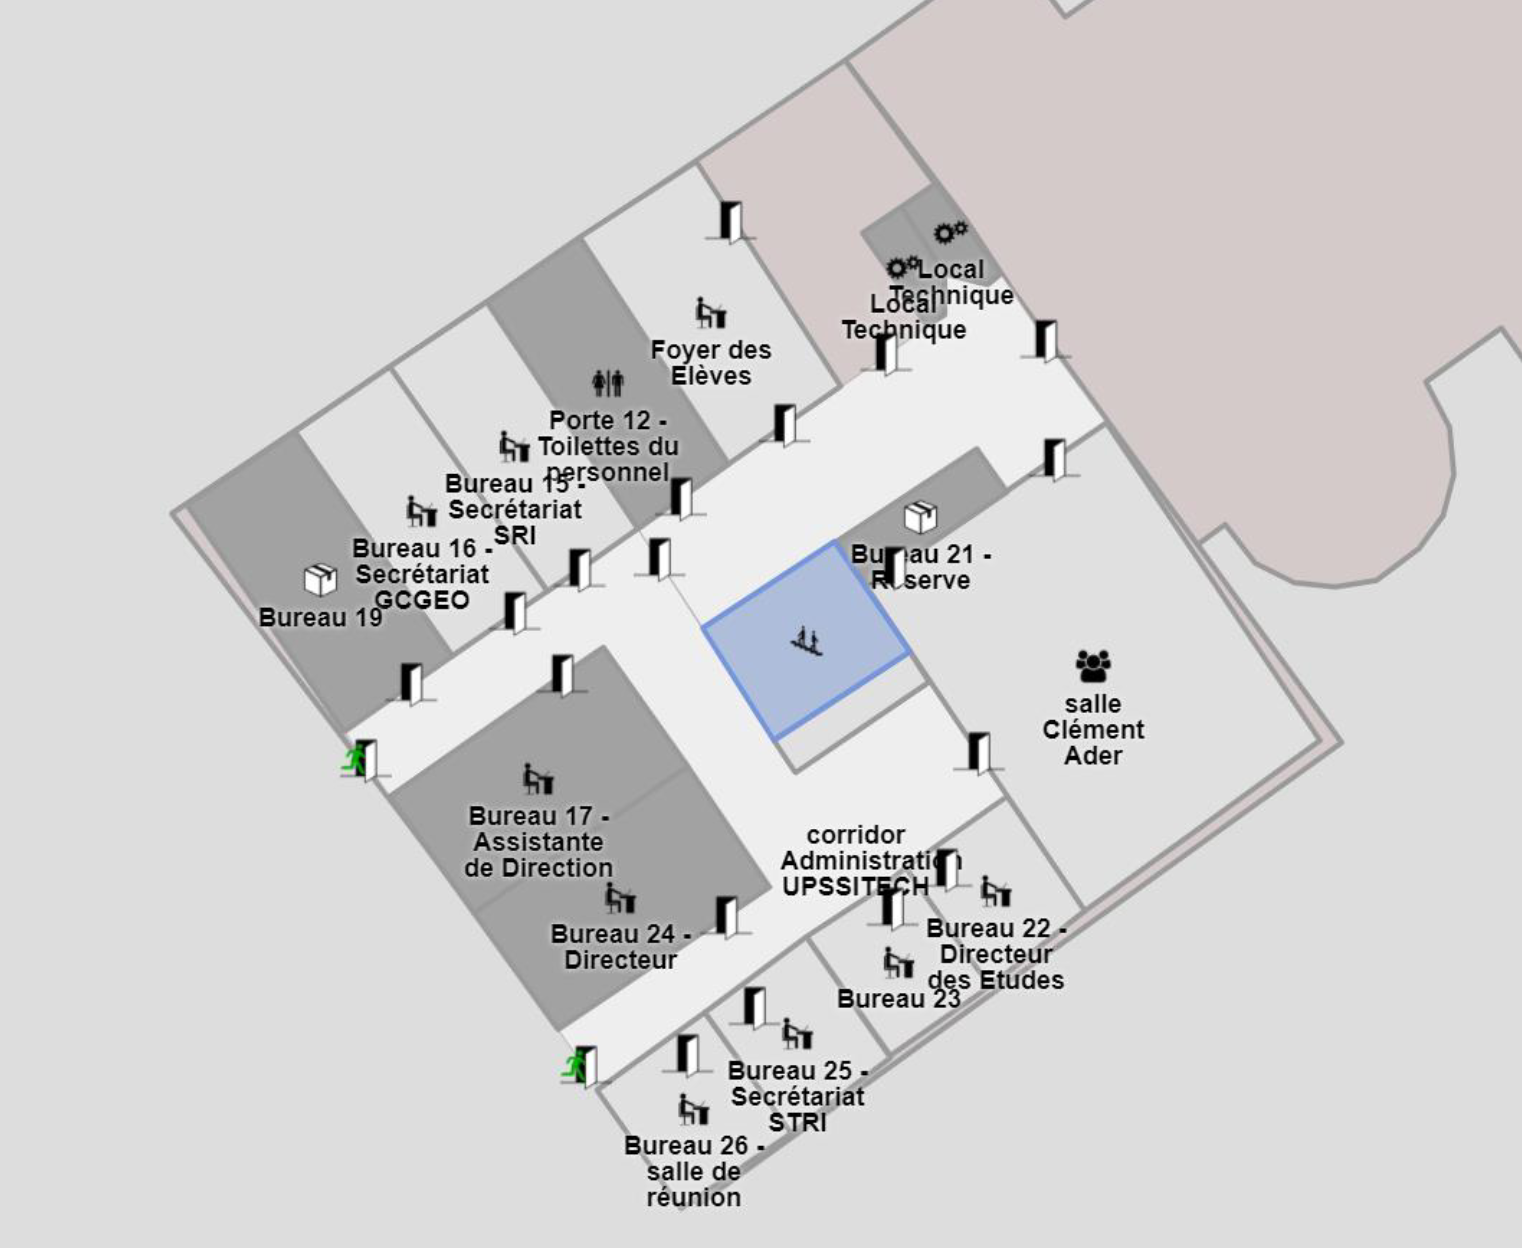 Local
Technique
Local
Technique
Foyer des
Elèves
Porte 12 -
Toilettes du
personnel
Bureau 15 -
Secrétariat
SRI
Bureau 16 -
Secrétariat
GCGEO
Bureau 19
Bureau 21 -
Réserve
salle
Clément
Ader
Bureau 17 -
Assistante
de Direction
corridor
Administration
UPSSITECH
Bureau 24 -
Directeur
Bureau 22 -
Directeur
des Etudes
Bureau 23
Bureau 25 -
Secrétariat
STRI
Bureau 26 -
salle de
réunion